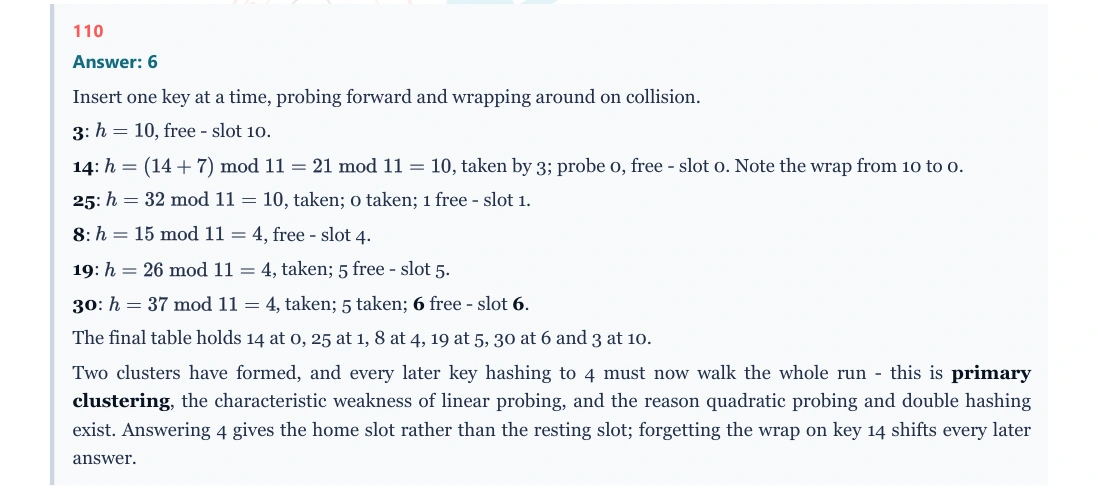 110
Answer: 6
Insert one key at a time, probing forward and wrapping around on collision.
3: h = 10, free - slot 10.
14: h = (14 + 7) mod 11 = 21 mod 11 = 10, taken by 3; probe 0, free - slot 0. Note the wrap from 10 to 0.
25: h = 32 mod 11 = 10, taken; 0 taken; 1 free - slot 1.
8: h = 15 mod 11 = 4, free - slot 4.
19: h = 26 mod 11 = 4, taken; 5 free - slot 5.
30: h = 37 mod 11 = 4, taken; 5 taken; 6 free - slot 6.
The final table holds 14 at 0, 25 at 1, 8 at 4, 19 at 5, 30 at 6 and 3 at 10.
Two clusters have formed, and every later key hashing to 4 must now walk the whole run - this is primary
clustering, the characteristic weakness of linear probing, and the reason quadratic probing and double hashing
exist. Answering 4 gives the home slot rather than the resting slot; forgetting the wrap on key 14 shifts every later
answer.